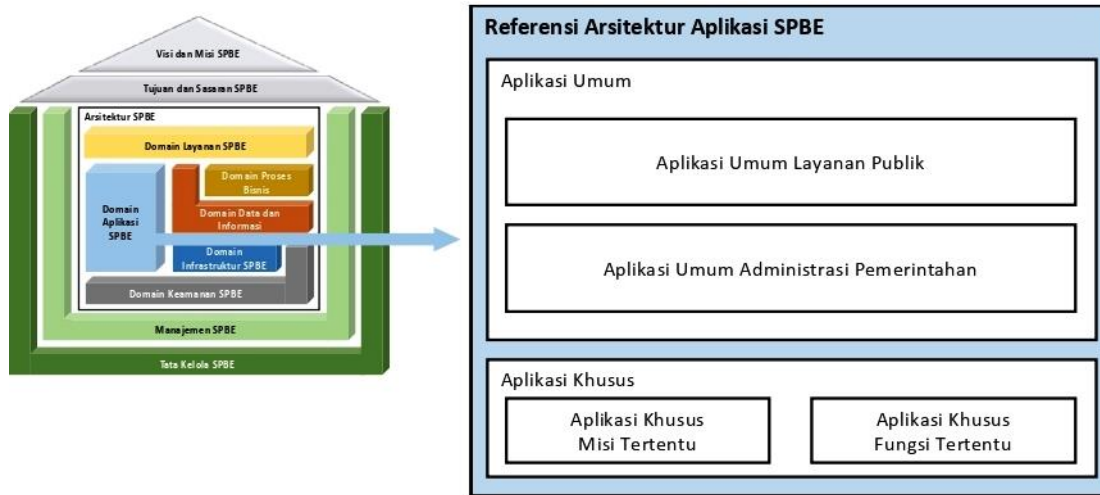 Visi dan Misi SPBE
Tujuan dan Sasaran SPBE
Arsitektur SPBE
Domain Layanan SPBE
Domain Proses
Bisnis
Domain
Aplikasi
SPBE
Domain Data dan
Informasi
Domain
Infrastruktur SPBE
Domain Keamanan SPBE
Manajemen SPBE
Tata Kelola SPBE
Referensi Arsitektur Aplikasi SPBE
Aplikasi Umum
Aplikasi Umum Layanan Publik
Aplikasi Umum Administrasi Pemerintahan
Aplikasi Khusus
Aplikasi Khusus
Misi Tertentu
Aplikasi Khusus
Fungsi Tertentu